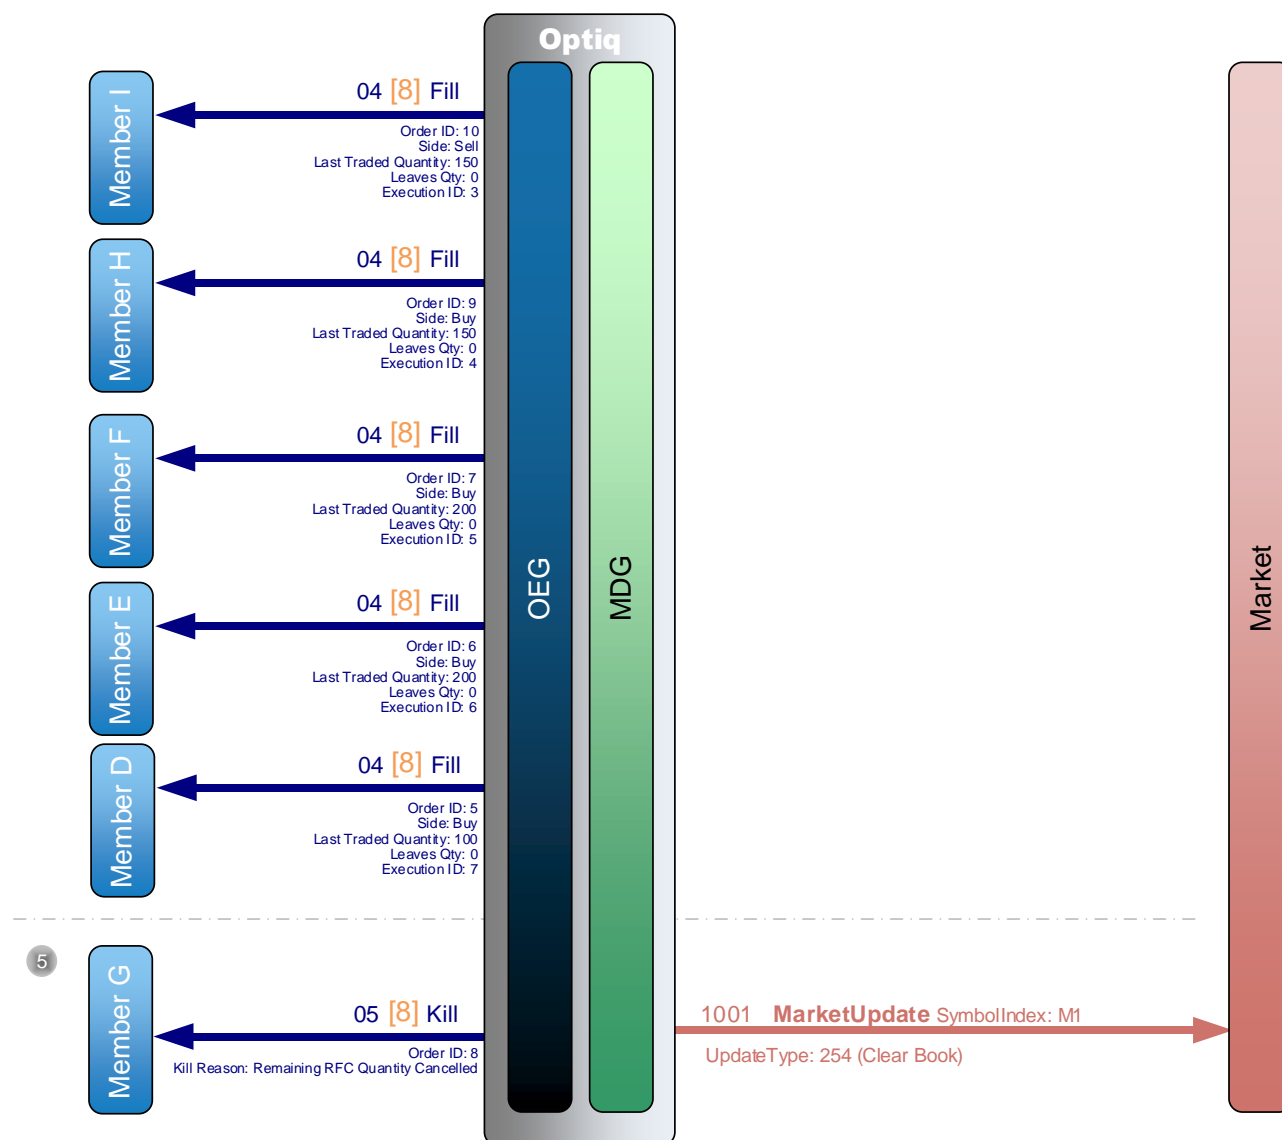 Optiq
Member I
04 [8] Fill
Order ID: 10
Side: Sell
Last Traded Quantity: 150
Leaves Qty: 0
Execution ID: 3
Member H
04 [8] Fill
Order ID: 9
Side: Buy
Last Traded Quantity: 150
Leaves Qty: 0
Execution ID: 4
Member F
04 [8] Fill
Order ID: 7
Side: Buy
Last Traded Quantity: 200
Leaves Qty: 0
Execution ID: 5
OEG
MDG
Market
Member E
04 [8] Fill
Order ID: 6
Side: Buy
Last Traded Quantity: 200
Leaves Qty: 0
Execution ID: 6
Member D
04 [8] Fill
Order ID: 5
Side: Buy
Last Traded Quantity: 100
Leaves Qty: 0
Execution ID: 7
5
Member G
05 [8] Kill
Order ID: 8
Kill Reason: Remaining RFC Quantity Cancelled
1001 MarketUpdate SymbolIndex: M1
UpdateType: 254 (Clear Book)